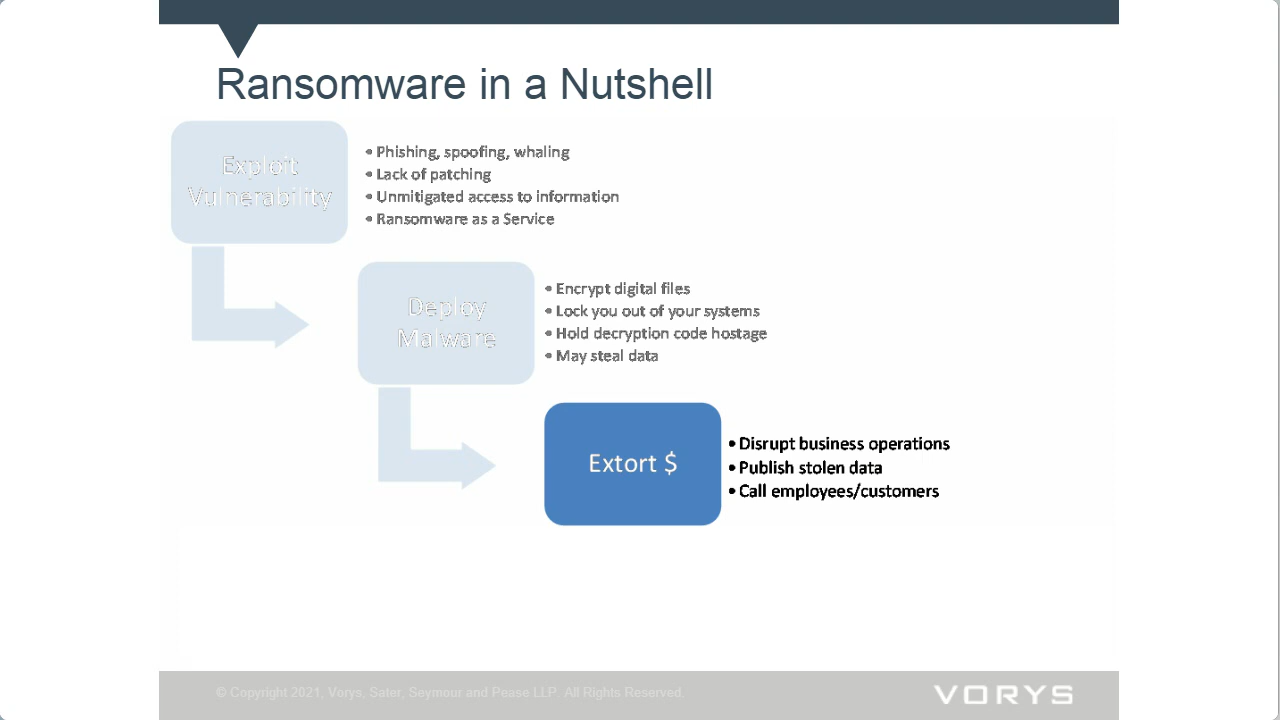 Ransomware in a Nutshell
Exploit
Vulnerability
• Phishing, spoofing, whaling
• Lack of patching
• Unmitigated access to information
• Ransomware as a Service
Deploy
Malware
• Encrypt digital files
• Lock you out of your systems
• Hold decryption code hostage
• May steal data
Extort $
• Disrupt business operations
• Publish stolen data
• Call employees/customers
© Copyright 2021, Vorys, Sater, Seymour and Pease LLP. All Rights Reserved.
VORYS